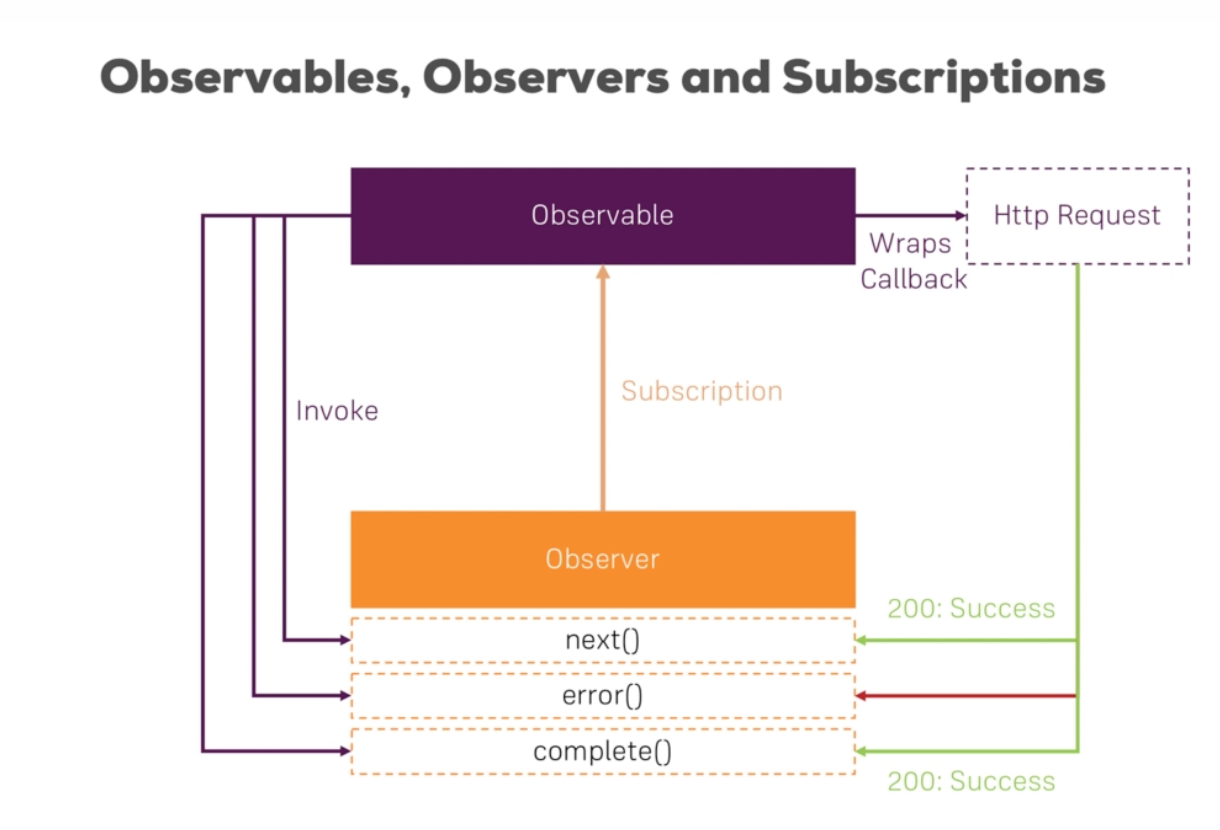 Observables, Observers and Subscriptions
Observable
Http Request
Wraps
Callback
Subscription
Invoke
Observer
200: Success
next()
error()
complete()
200: Success